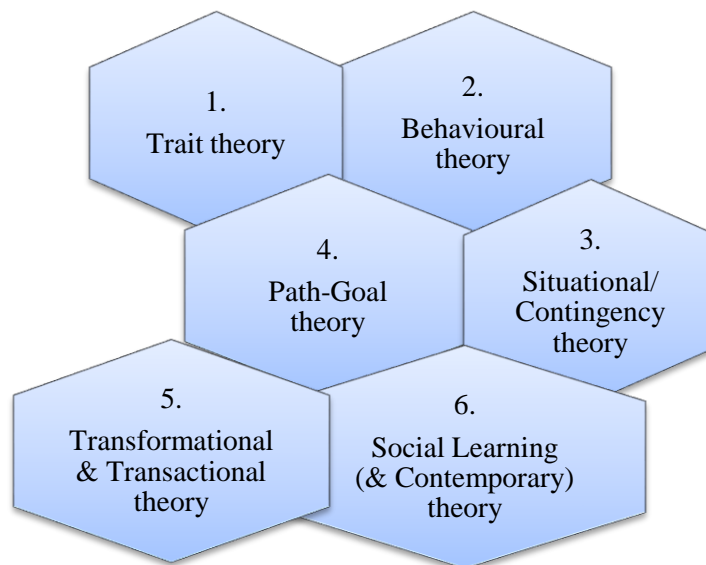 1.
Trait theory
2.
Behavioural
theory
3.
Situational/
Contingency
theory
4.
Path-Goal
theory
5.
Transformational
& Transactional
theory
6.
Social Learning
(& Contemporary)
theory